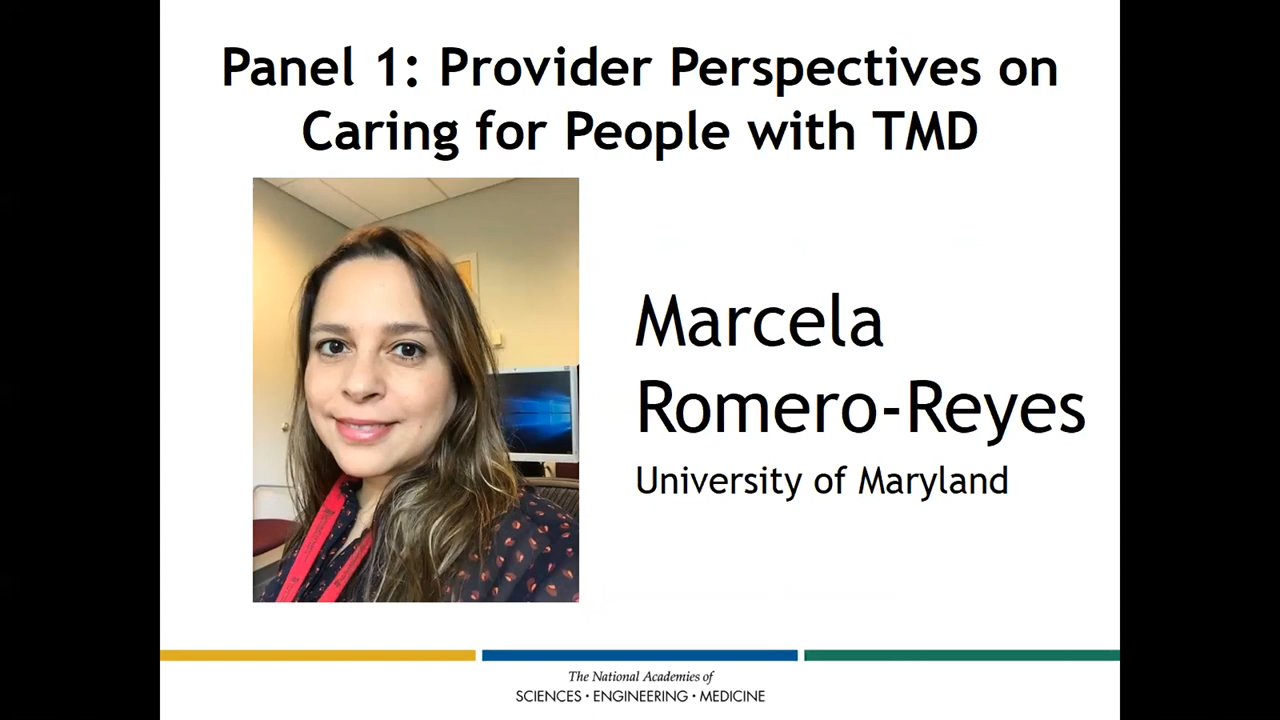 Panel 1: Provider Perspectives on
Caring for People with TMD
Marcela
Romero-Reyes
University of Maryland
The National Academies of
SCIENCES · ENGINEERING · MEDICINE